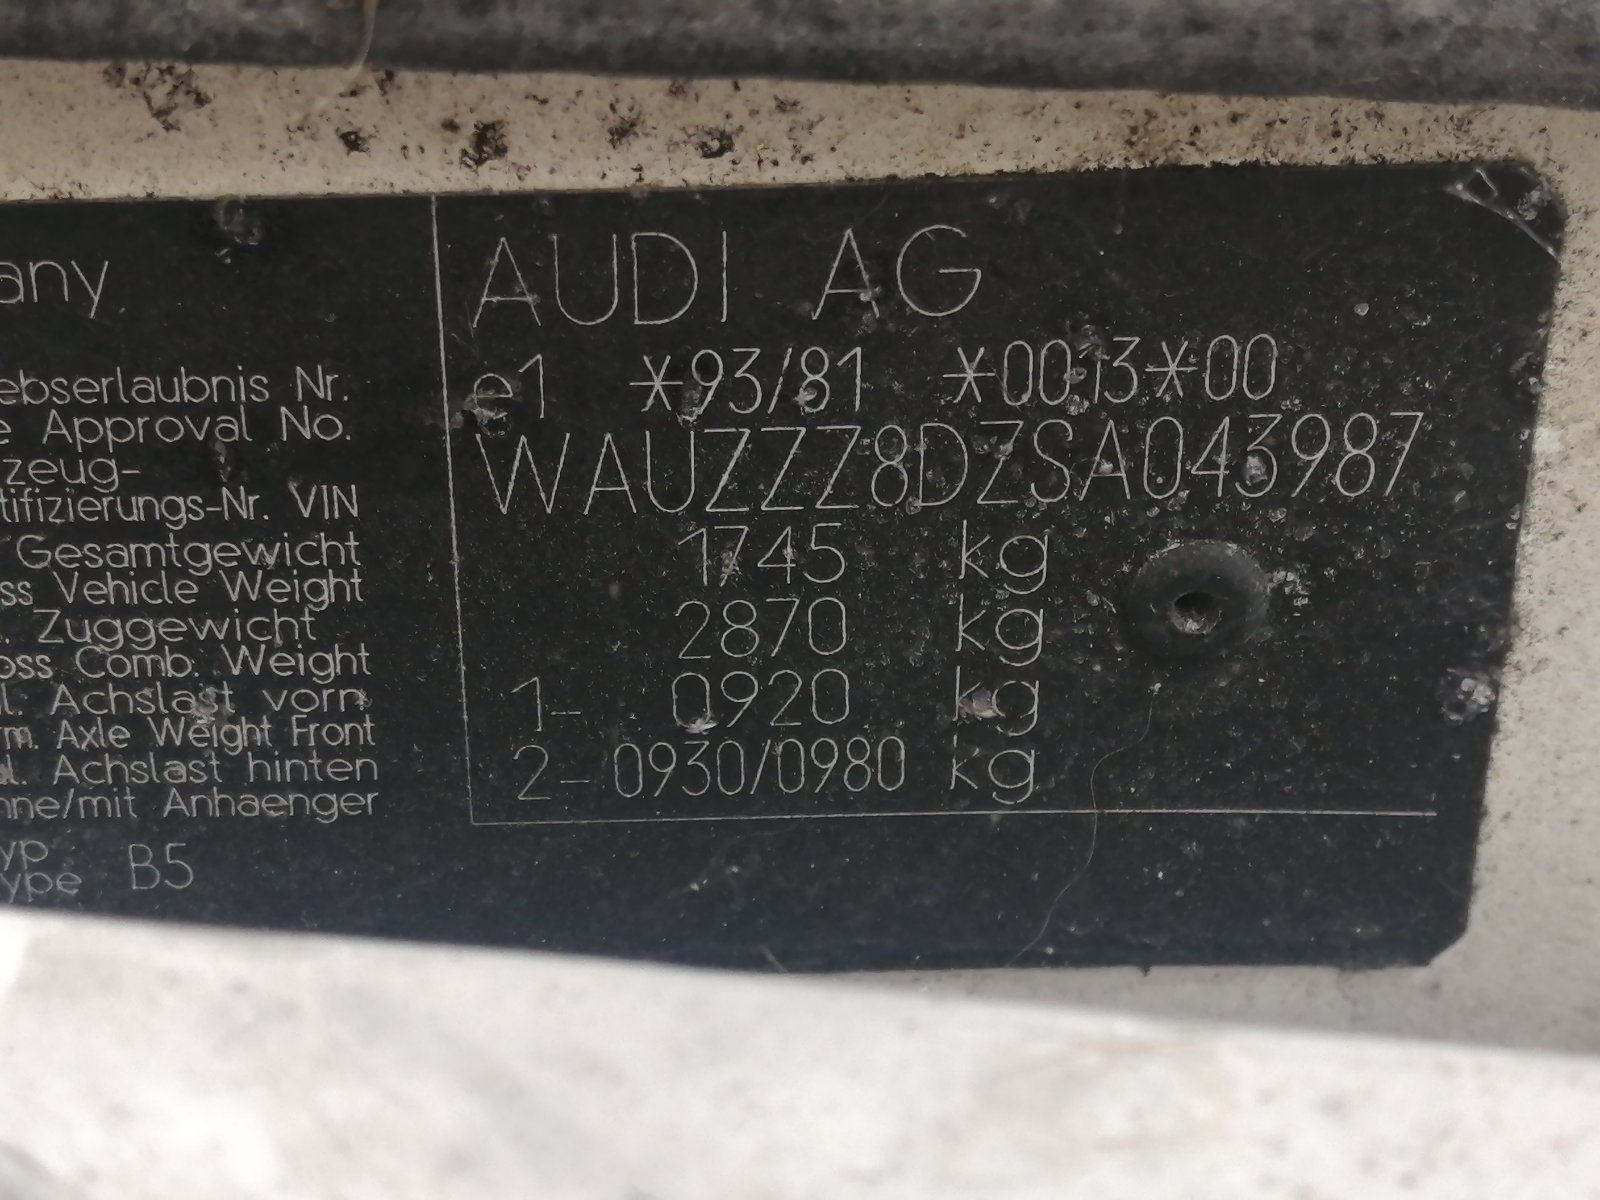 any
AUDI AG
ebserlaubnis Nr.
e Approval No.
e1 *93/81 *0013*00
zeug-
tifizierungs-Nr. VIN
WAUZZZ8DZSA043987
Gesamtgewicht
ss Vehicle Weight
1745 kg
. Zuggewicht
oss Comb. Weight
2870 kg
l. Achslast vorn
rm. Axle Weight Front
1- 0920 kg
l. Achslast hinten
hne/mit Anhaenger
2- 0930/0980 kg
yp
ype B5